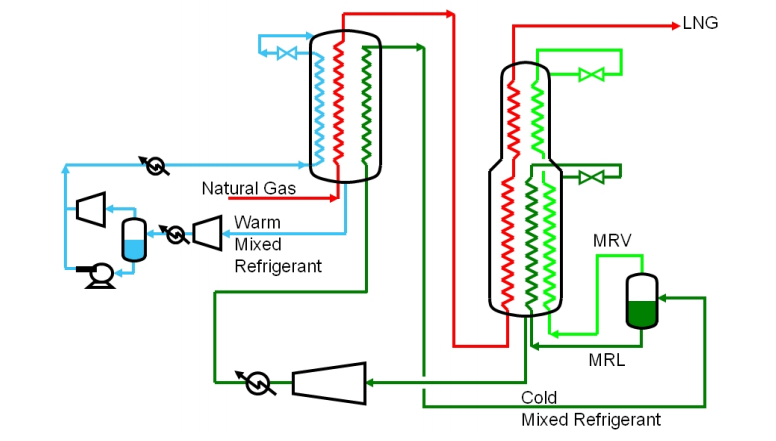 LNG
Natural Gas
Warm
Mixed
Refrigerant
MRV
MRL
Cold
Mixed Refrigerant